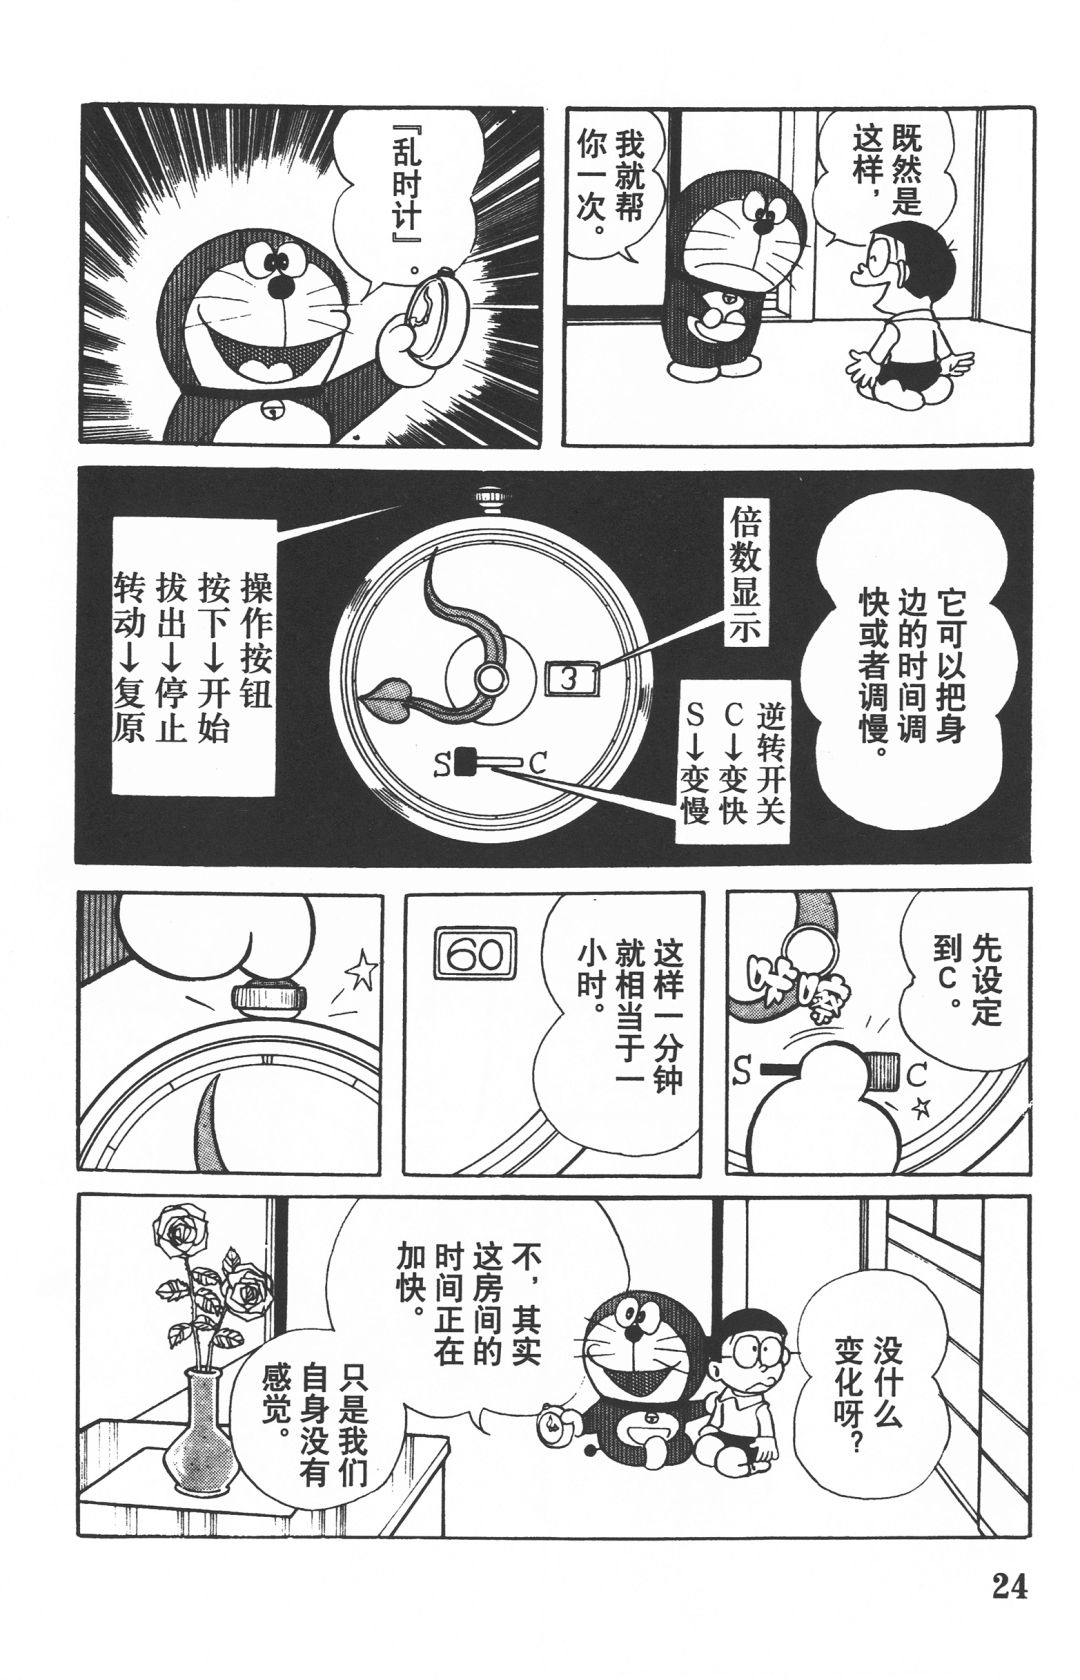 既然是
这样，
我就帮
你一次。
『乱时计』。
它可以把身
边的时间调
快或者调慢。
倍数显示
3
逆转开关
C→变快
S→变慢
S
C
操作按钮
按下→开始
拔出→停止
转动→复原
先设定
到C。
咔嚓
S
C
这样一分钟
就相当于一
小时。
60
没什么
变化呀？
不，其实
这房间的
时间正在
加快。
只是我们
自身没有
感觉。
24